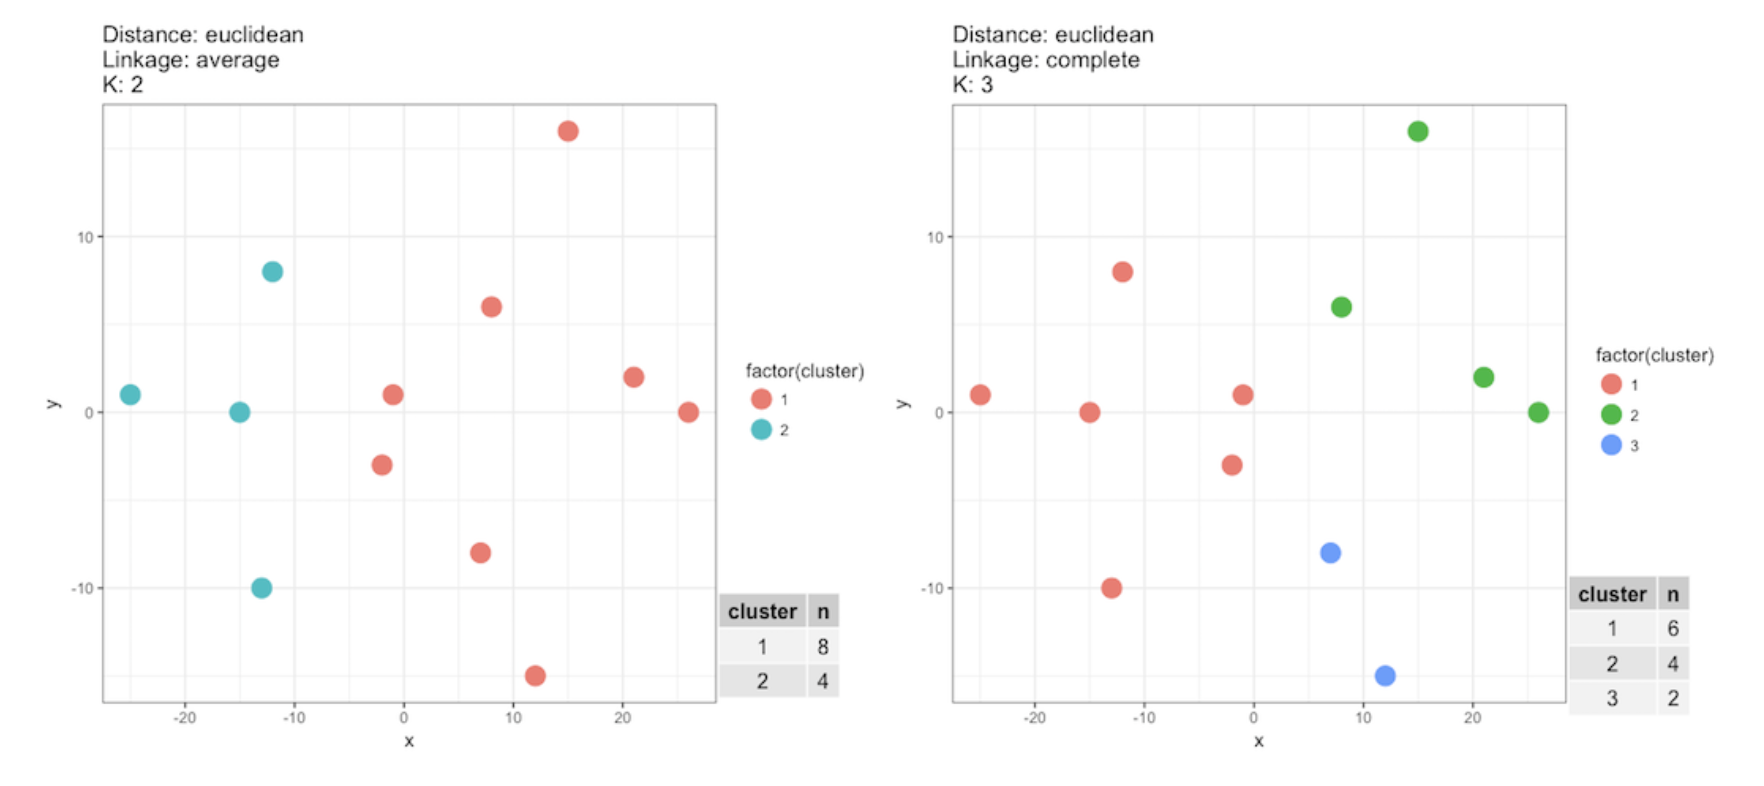 Distance: euclidean
Linkage: average
K: 2
10
0
-10
y
-20 -10 0 10 20
x
factor(cluster)
1
2
cluster n
1 8
2 4
Distance: euclidean
Linkage: complete
K: 3
10
0
-10
y
-20 -10 0 10 20
x
factor(cluster)
1
2
3
cluster n
1 6
2 4
3 2